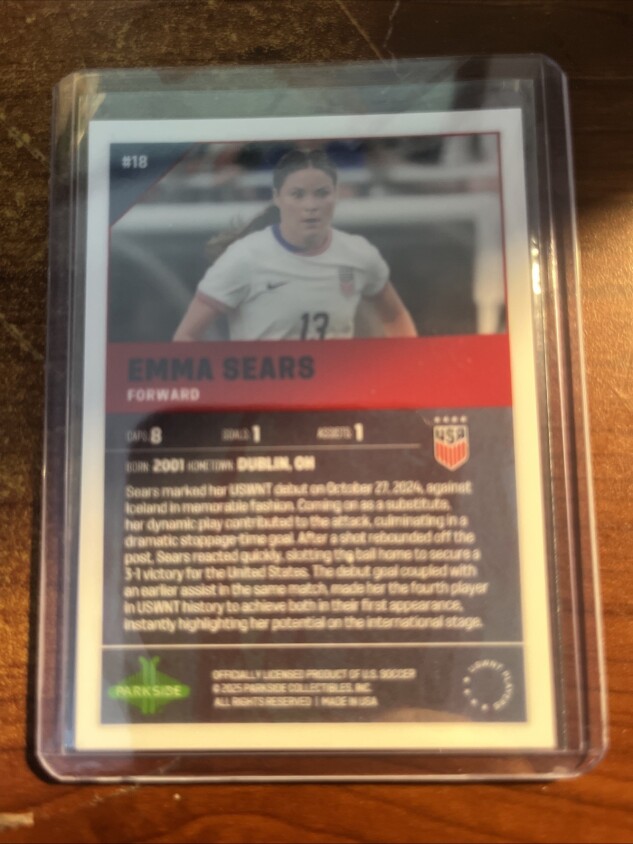 #18
13
EMMA SEARS
FORWARD
CAPS: 8 GOALS: 1 ASSISTS: 1
USA
BORN 2001 HOMETOWN DUBLIN, OH
Sears marked her USWNT debut on October 27, 2024, against
Iceland in memorable fashion. Coming on as a substitute,
her dynamic play contributed to the attack, culminating in a
dramatic stoppage-time goal. After a shot rebounded off the
post, Sears reacted quickly, slotting the ball home to secure a
3-1 victory for the United States. The debut goal coupled with
an earlier assist in the same match, made her the fourth player
in USWNT history to achieve both in their first appearance,
instantly highlighting her potential on the international stage.
PARKSIDE
OFFICIALLY LICENSED PRODUCT OF U.S. SOCCER
© 2025 PARKSIDE COLLECTIBLES, INC.
ALL RIGHTS RESERVED | MADE IN USA
USWNT PLAYERS